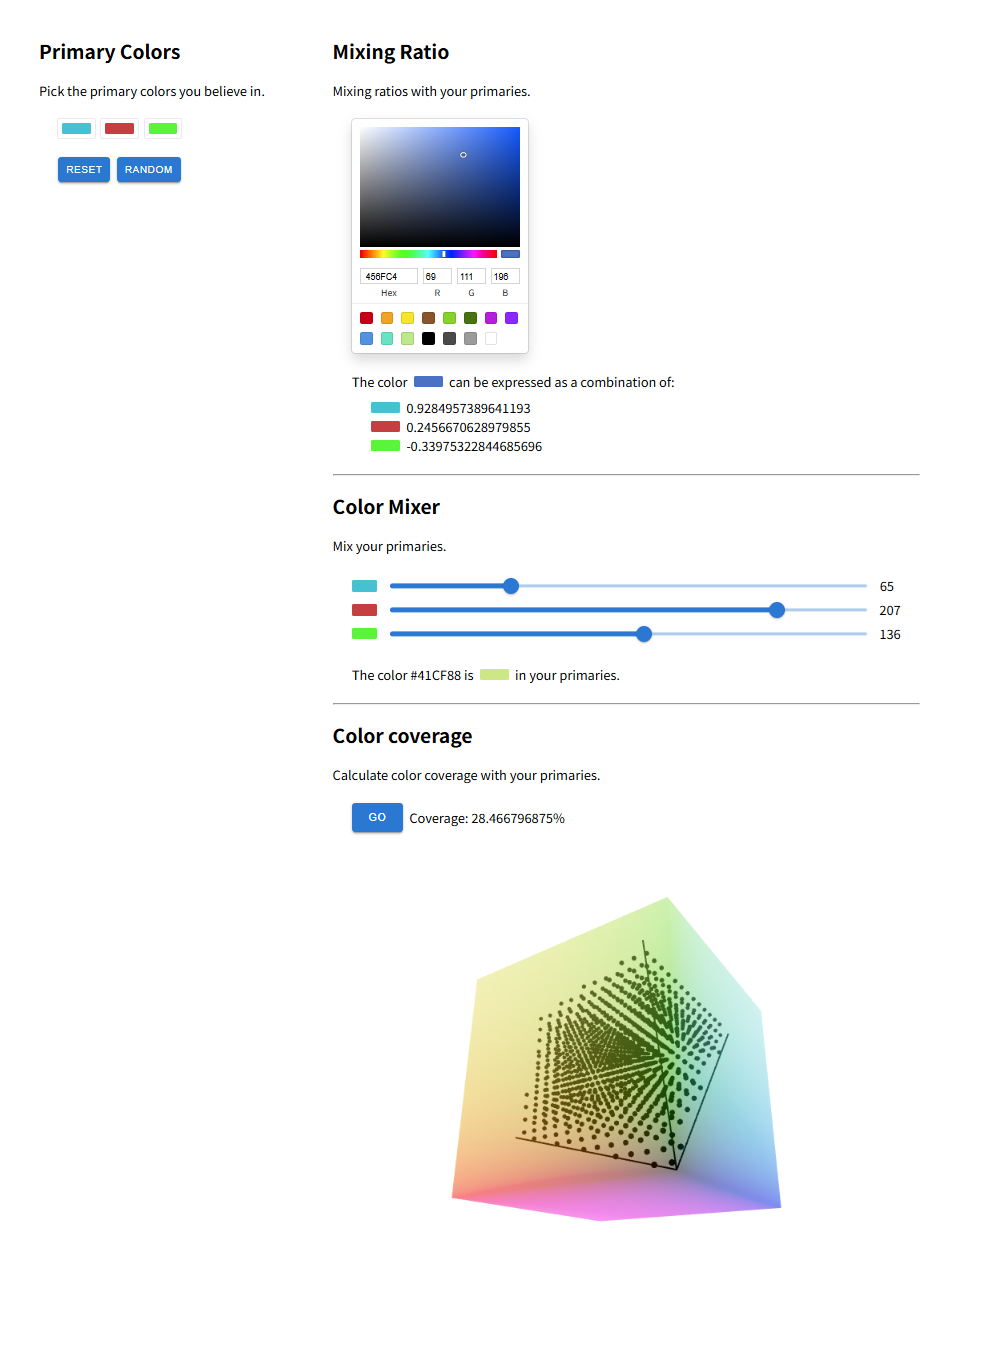 Primary Colors
Pick the primary colors you believe in.
RESET RANDOM
Mixing Ratio
Mixing ratios with your primaries.
456FC4 69 111 196
Hex R G B
The color can be expressed as a combination of:
0.9284957389641193
0.2456670628979855
-0.33975322844685696
Color Mixer
Mix your primaries.
65
207
136
The color #41CF88 is in your primaries.
Color coverage
Calculate color coverage with your primaries.
GO Coverage: 28.466796875%